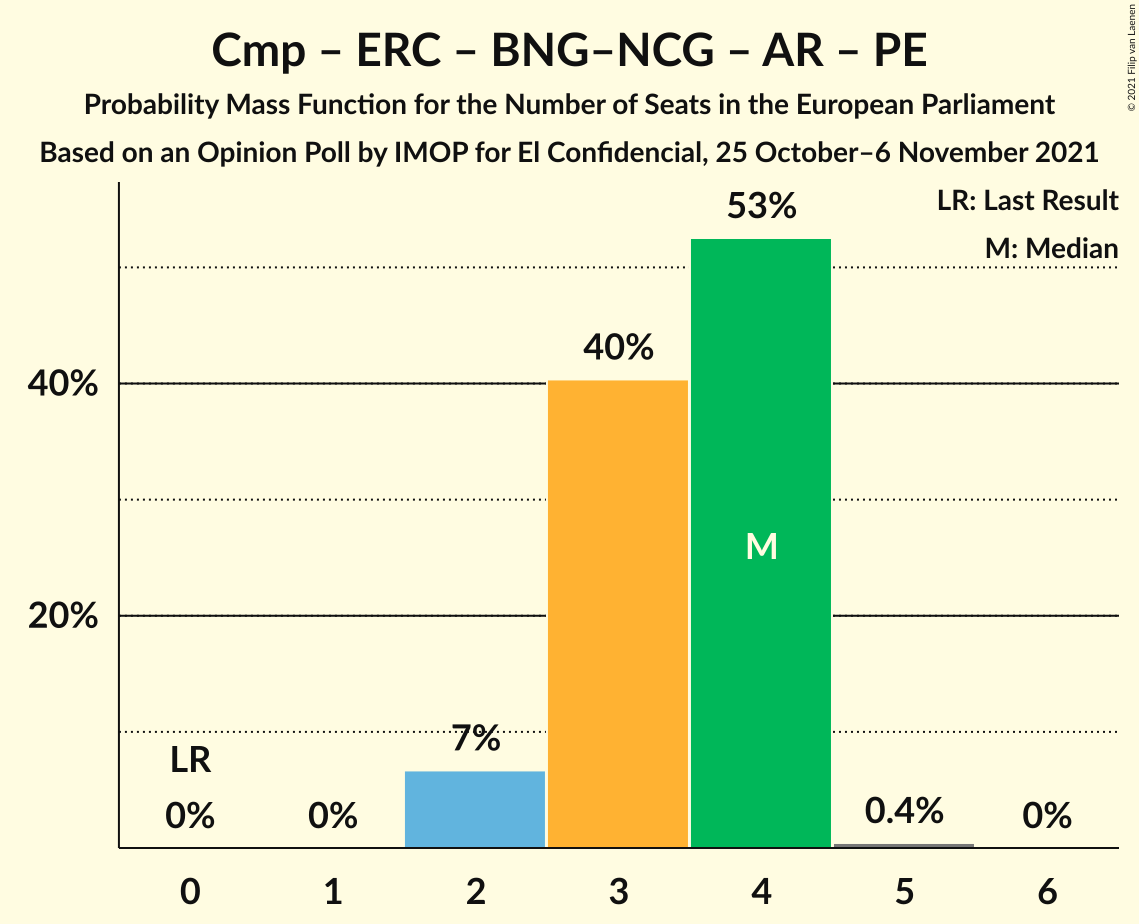 Cmp – ERC – BNG–NCG – AR – PE
Probability Mass Function for the Number of Seats in the European Parliament
Based on an Opinion Poll by IMOP for El Confidencial, 25 October–6 November 2021
© 2021 Filip van Laenen
LR: Last Result
M: Median
53%
40%
40%
M
20%
7%
LR
0%
0%
0.4%
0%
0
1
2
3
4
5
6